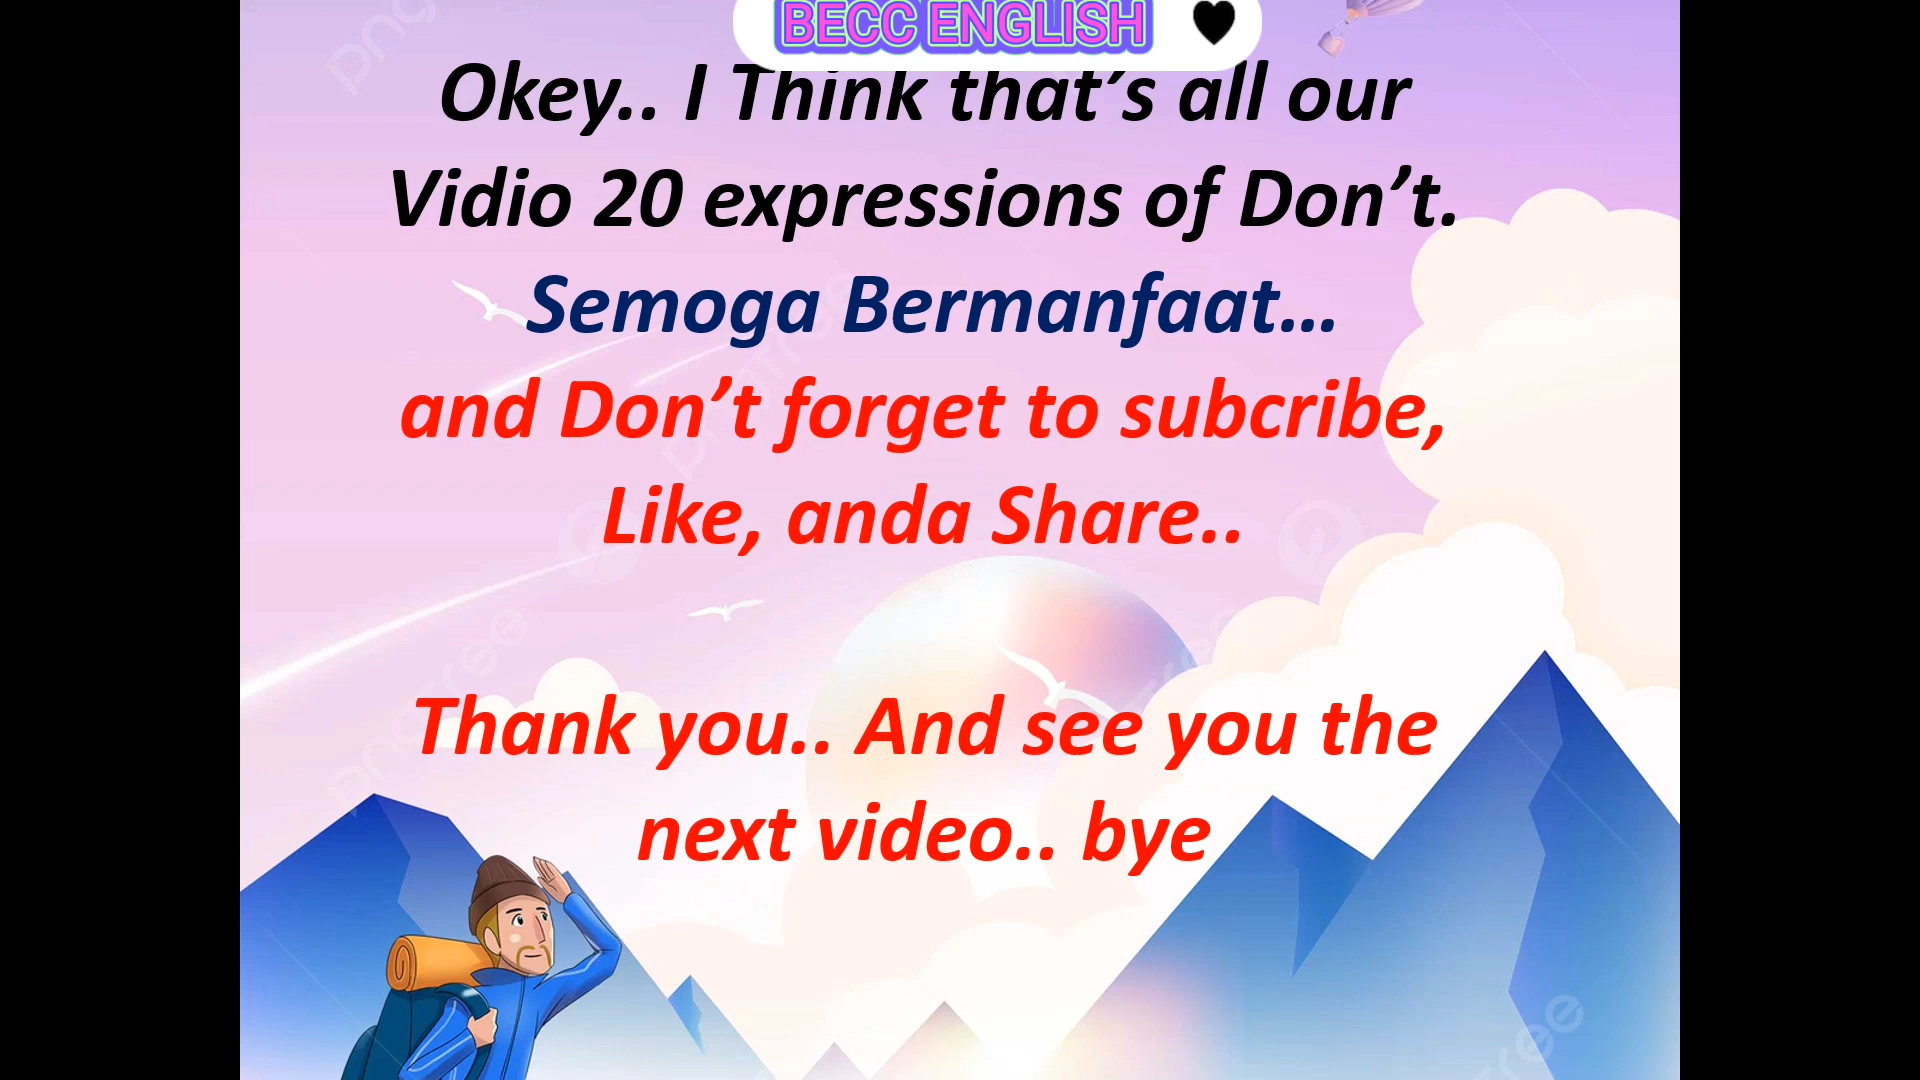 BECC ENGLISH
Okey.. I Think that’s all our
Vidio 20 expressions of Don’t.
Semoga Bermanfaat...
and Don’t forget to subcribe,
Like, anda Share..
Thank you.. And see you the
next video.. bye